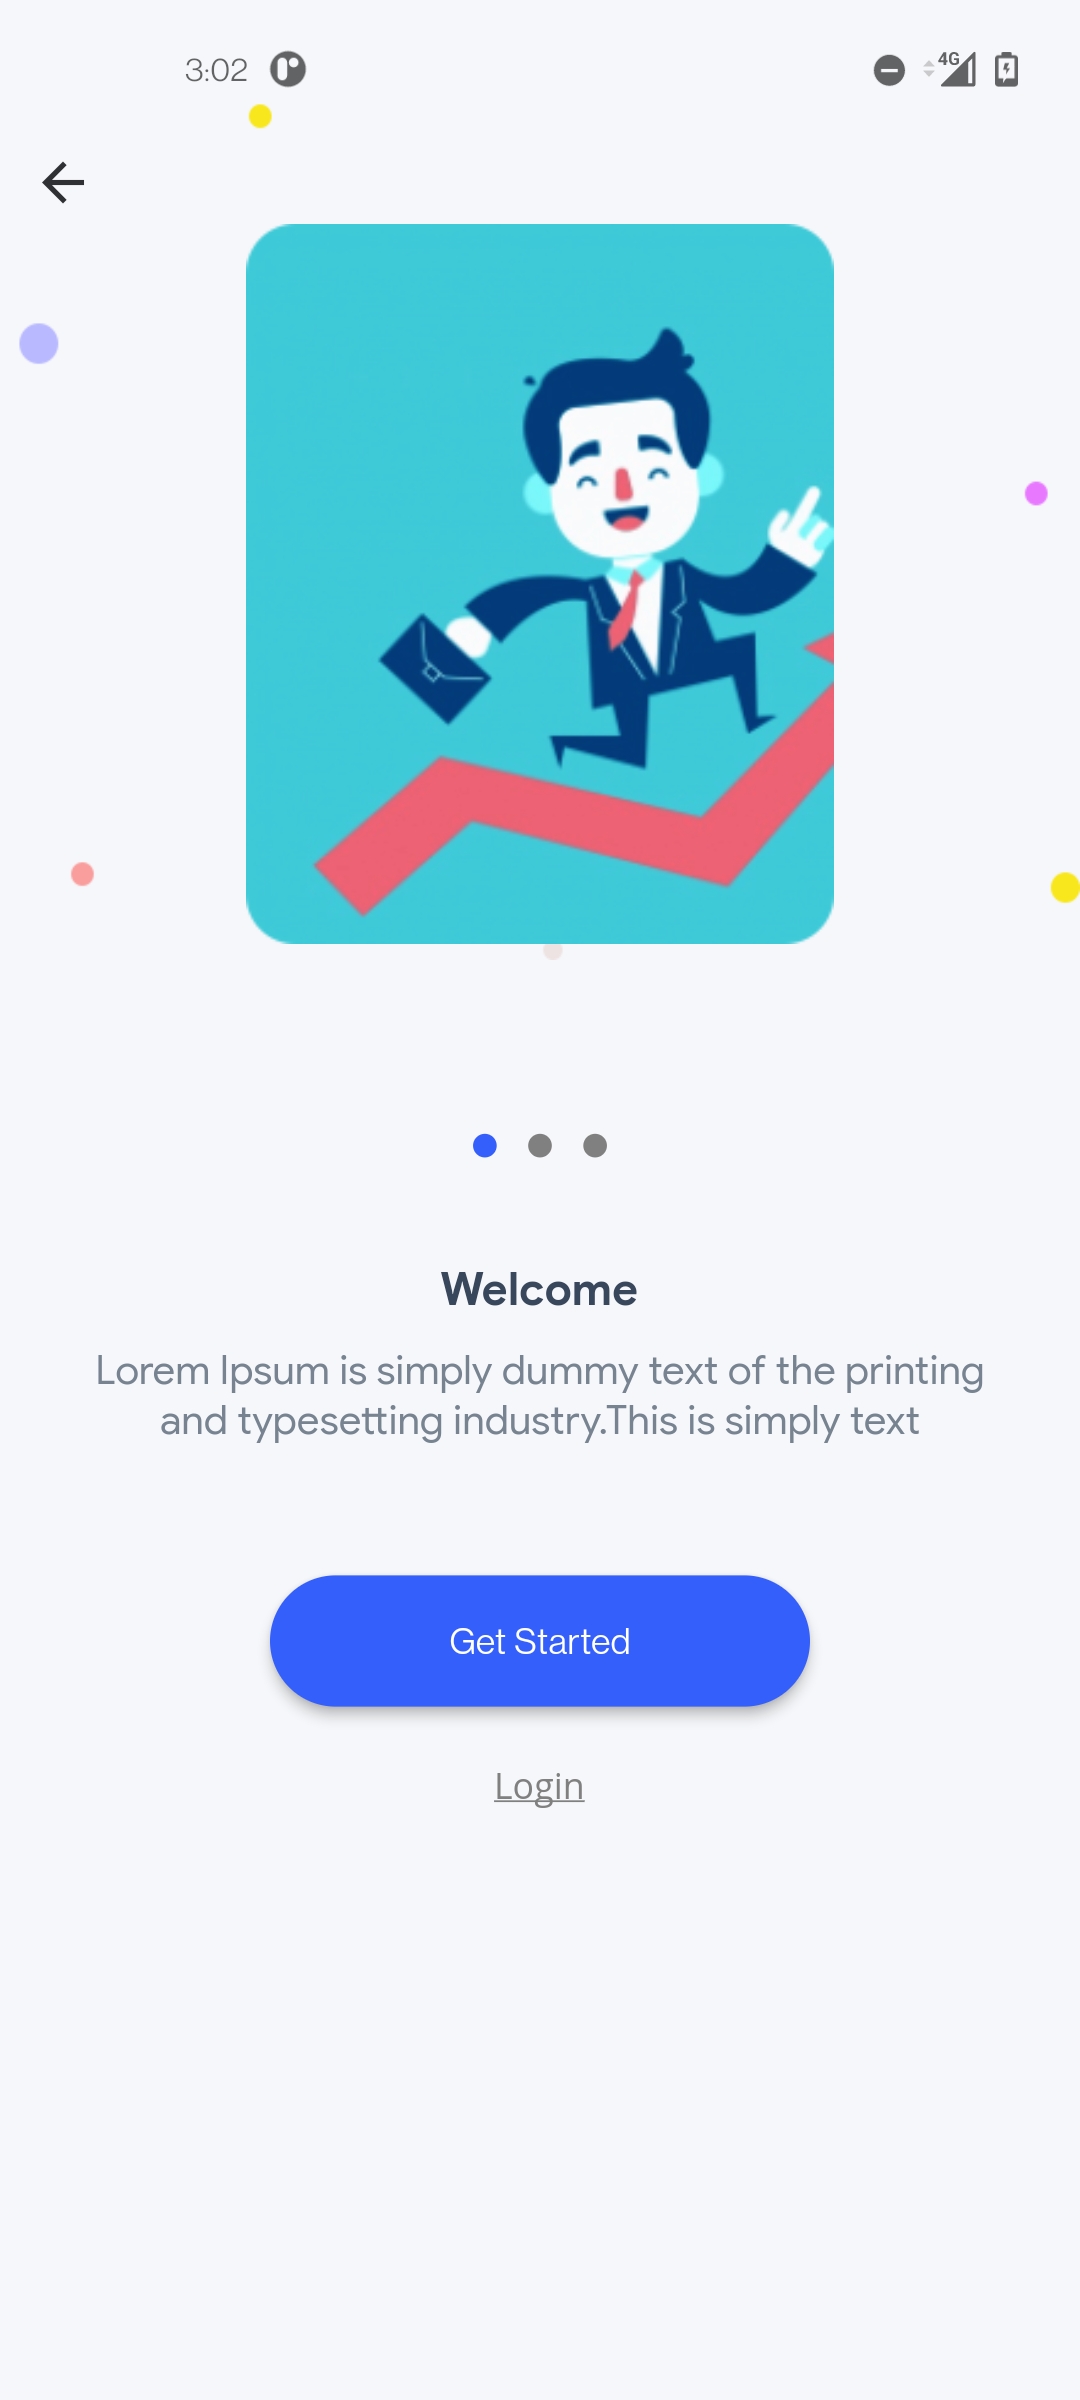 3:02
4G
Welcome
Lorem Ipsum is simply dummy text of the printing
and typesetting industry.This is simply text
Get Started
Login